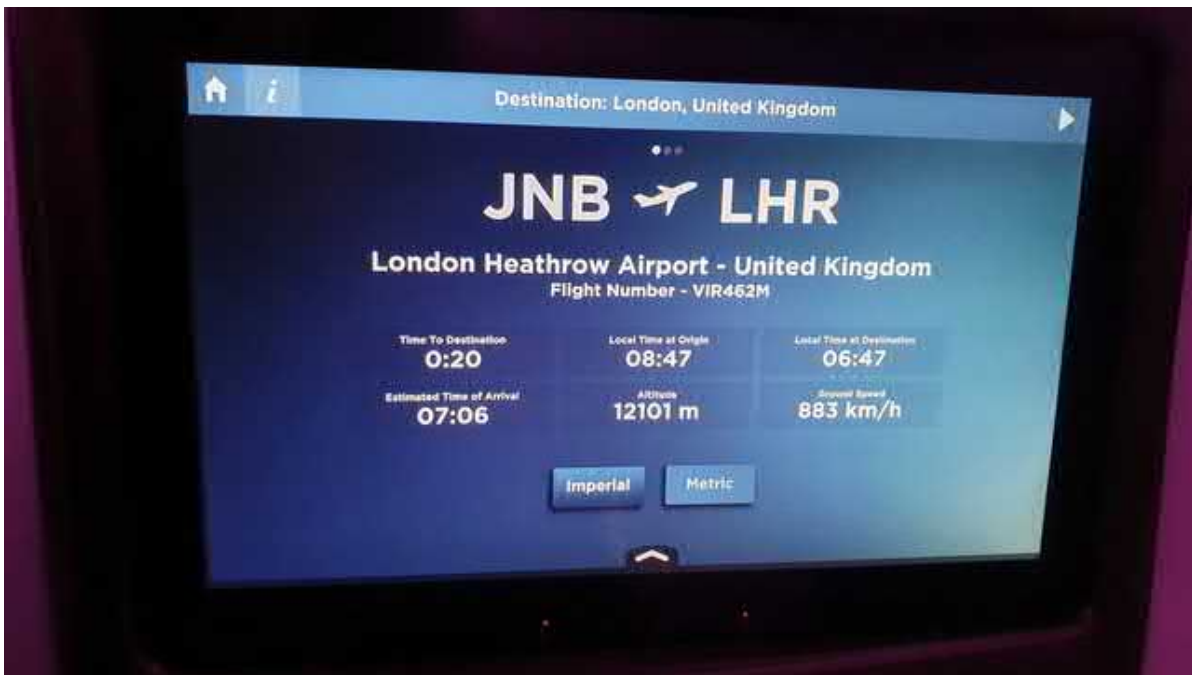 i
Destination: London, United Kingdom
JNB LHR
London Heathrow Airport - United Kingdom
Flight Number - VIR462M
Time To Destination Local Time at Origin Local Time at Destination
0:20 08:47 06:47
Estimated Time of Arrival Altitude Ground Speed
07:06 12101 m 883 km/h
Imperial Metric